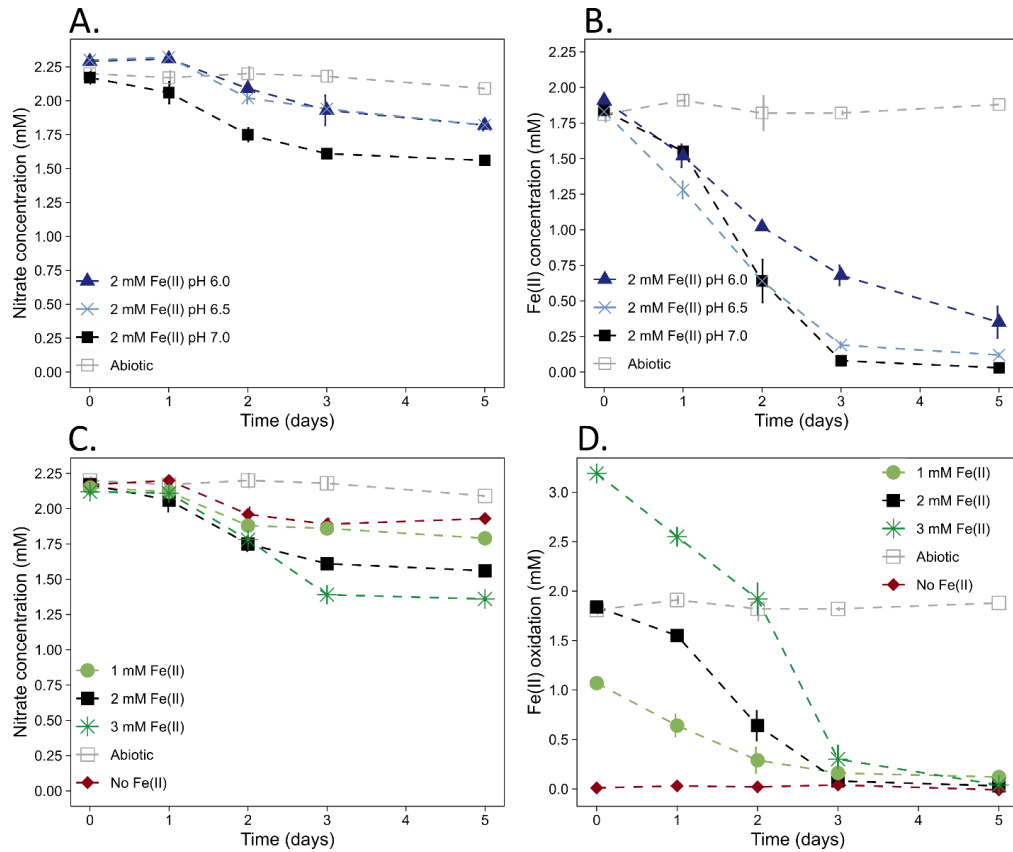 A.
2.25
2.00
1.75
1.50
1.25
1.00
0.75
0.50
0.25
0.00
Nitrate concentration (mM)
2 mM Fe(II) pH 6.0
2 mM Fe(II) pH 6.5
2 mM Fe(II) pH 7.0
Abiotic
0 1 2 3 4 5
Time (days)
B.
2.25
2.00
1.75
1.50
1.25
1.00
0.75
0.50
0.25
0.00
Fe(II) concentration (mM)
2 mM Fe(II) pH 6.0
2 mM Fe(II) pH 6.5
2 mM Fe(II) pH 7.0
Abiotic
0 1 2 3 4 5
Time (days)
C.
2.25
2.00
1.75
1.50
1.25
1.00
0.75
0.50
0.25
0.00
Nitrate concentration (mM)
1 mM Fe(II)
2 mM Fe(II)
3 mM Fe(II)
Abiotic
No Fe(II)
0 1 2 3 4 5
Time (days)
D.
3.0
2.5
2.0
1.5
1.0
0.5
0.0
Fe(II) oxidation (mM)
1 mM Fe(II)
2 mM Fe(II)
3 mM Fe(II)
Abiotic
No Fe(II)
0 1 2 3 4 5
Time (days)